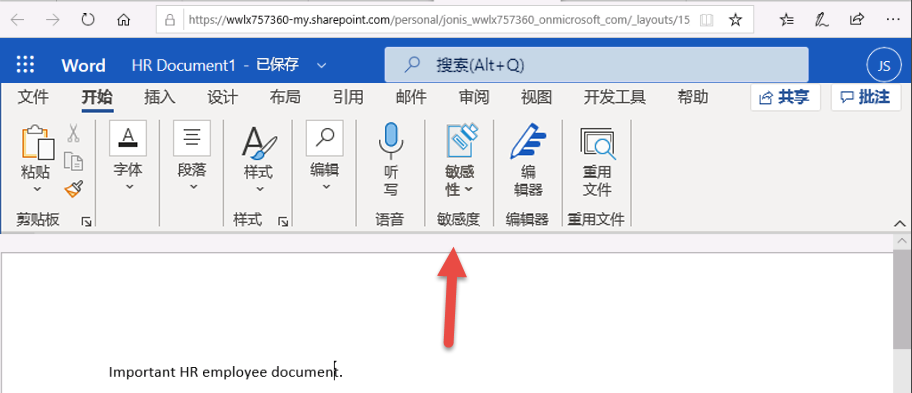 https://wwlx757360-my.sharepoint.com/personal/jonis_wwlx757360_onmicrosoft_com/_layouts/15
Word HR Document1 - 已保存 搜索(Alt+Q) JS
文件 开始 插入 设计 布局 引用 邮件 审阅 视图 开发工具 帮助 共享 批注
粘贴 字体 段落 样式 编辑 听写 敏感性 编辑器 重用文件
剪贴板 样式 语音 敏感度 编辑器 重用文件
Important HR employee document.